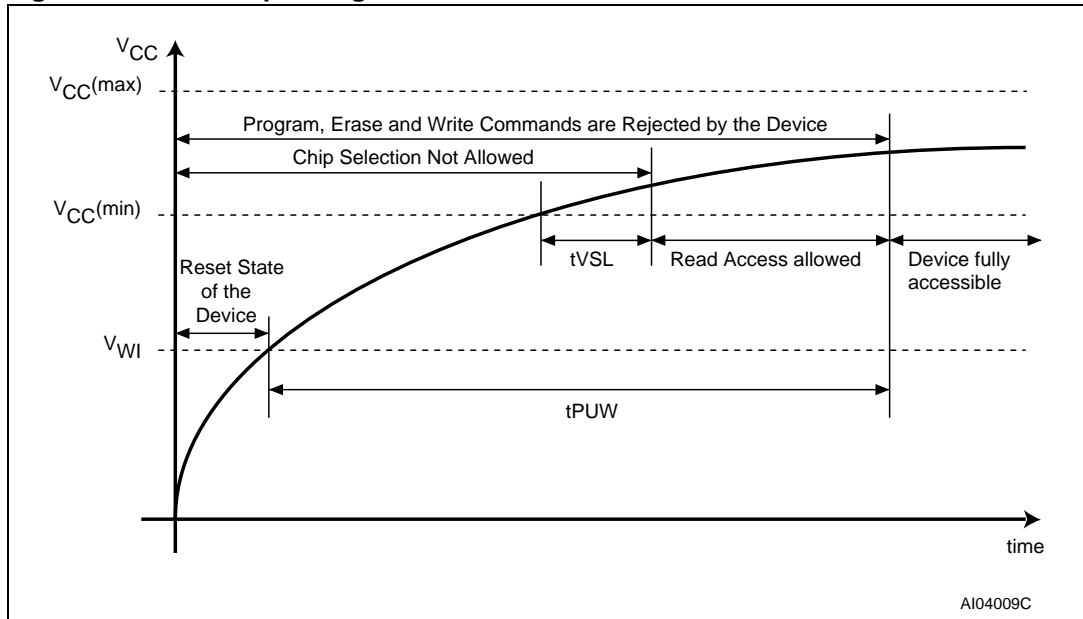 VCC
VCC(max)
Program, Erase and Write Commands are Rejected by the Device
Chip Selection Not Allowed
VCC(min)
tVSL
Read Access allowed
Device fully
accessible
Reset State
of the
Device
VWI
tPUW
time
AI04009C